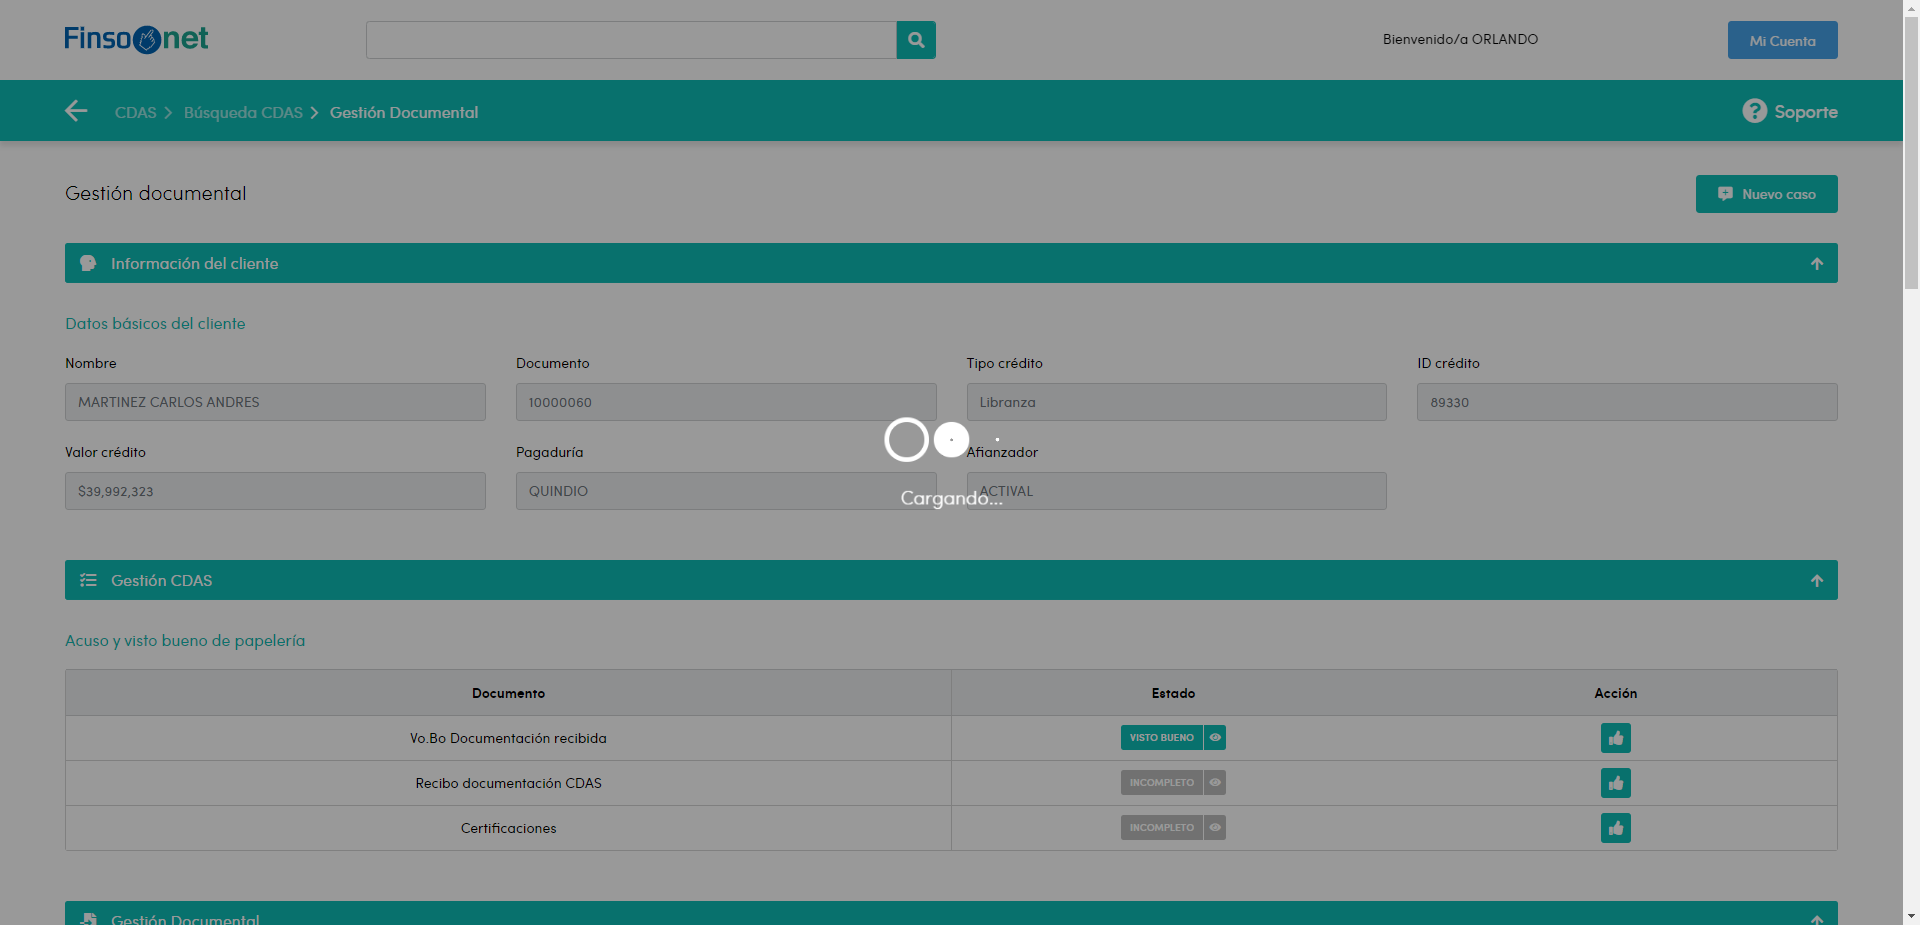 Finsonet
Bienvenido/a ORLANDO
Mi Cuenta
CDAS > Búsqueda CDAS > Gestión Documental
Soporte
Gestión documental
Nuevo caso
Información del cliente
Datos básicos del cliente
Nombre Documento Tipo crédito ID crédito
MARTINEZ CARLOS ANDRES 10000060 Libranza 89330
Valor crédito Pagaduría Afianzador
$39,992,323 QUINDIO ACTIVAL
Cargando...
Gestión CDAS
Acuso y visto bueno de papelería
Documento Estado Acción
Vo.Bo Documentación recibida VISTO BUENO
Recibo documentación CDAS INCOMPLETO
Certificaciones INCOMPLETO
Gestión Documental